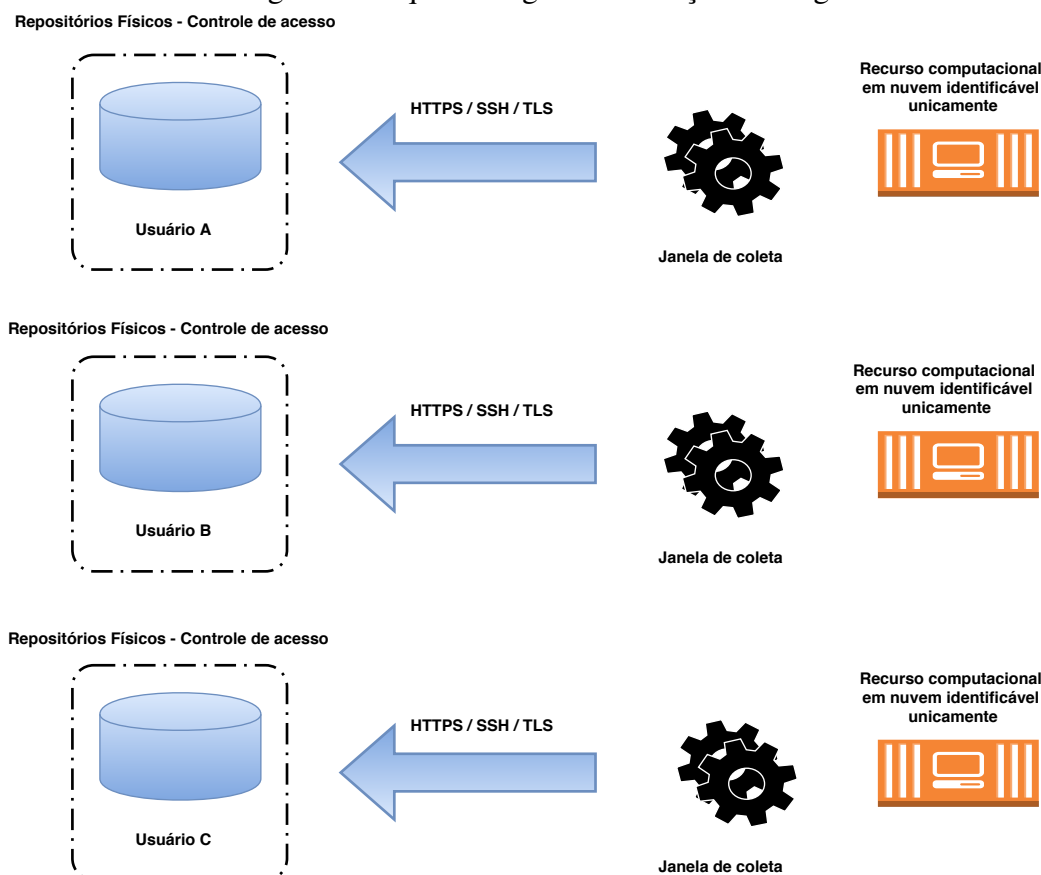 Repositórios Físicos - Controle de acesso
HTTPS / SSH / TLS
Recurso computacional
em nuvem identificável
unicamente
Usuário A
Janela de coleta
Repositórios Físicos - Controle de acesso
HTTPS / SSH / TLS
Recurso computacional
em nuvem identificável
unicamente
Usuário B
Janela de coleta
Repositórios Físicos - Controle de acesso
HTTPS / SSH / TLS
Recurso computacional
em nuvem identificável
unicamente
Usuário C
Janela de coleta